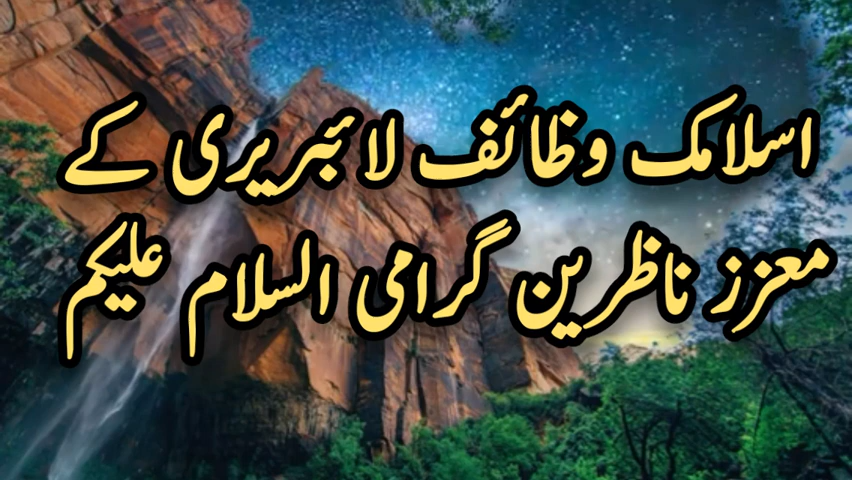 اسلامک وظائف لائبریری کے
معزز ناظرین گرامی السلام علیکم